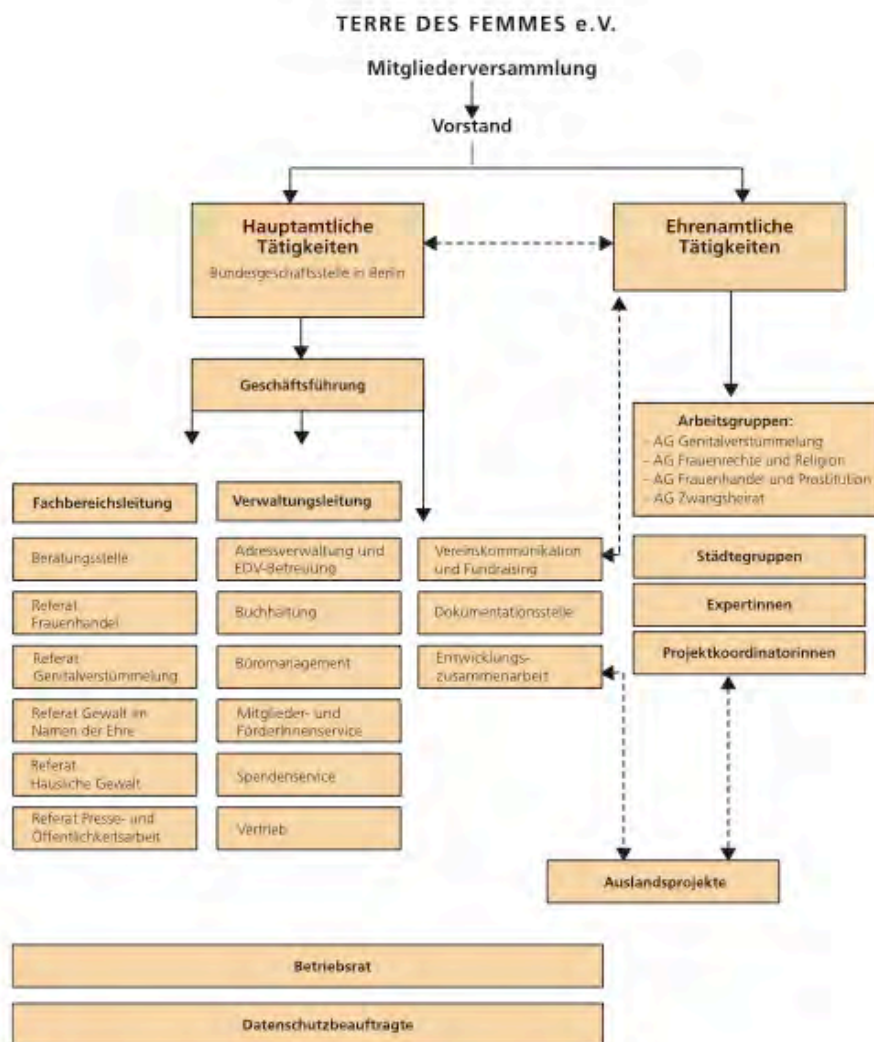 TERRE DES FEMMES e.V.
Mitgliederversammlung
Vorstand
Hauptamtliche
Tätigkeiten
Bundesgeschäftsstelle in Berlin
Ehrenamtliche
Tätigkeiten
Geschäftsführung
Arbeitsgruppen:
– AG Genitalverstümmelung
– AG Frauenrechte und Religion
– AG Frauenhandel und Prostitution
– AG Zwangsheirat
Fachbereichsleitung
Beratungsstelle
Referat
Frauenhandel
Referat
Genitalverstümmelung
Referat Gewalt im
Namen der Ehre
Referat
Häusliche Gewalt
Referat Presse- und
Öffentlichkeitsarbeit
Verwaltungsleitung
Adressverwaltung und
EDV-Betreuung
Buchhaltung
Büromanagement
Mitglieder- und
FörderInnenservice
Spendenservice
Vertrieb
Vereinskommunikation
und Fundraising
Dokumentationsstelle
Entwicklungs-
zusammenarbeit
Städtegruppen
Expertinnen
Projektkoordinatorinnen
Auslandsprojekte
Betriebsrat
Datenschutzbeauftragte